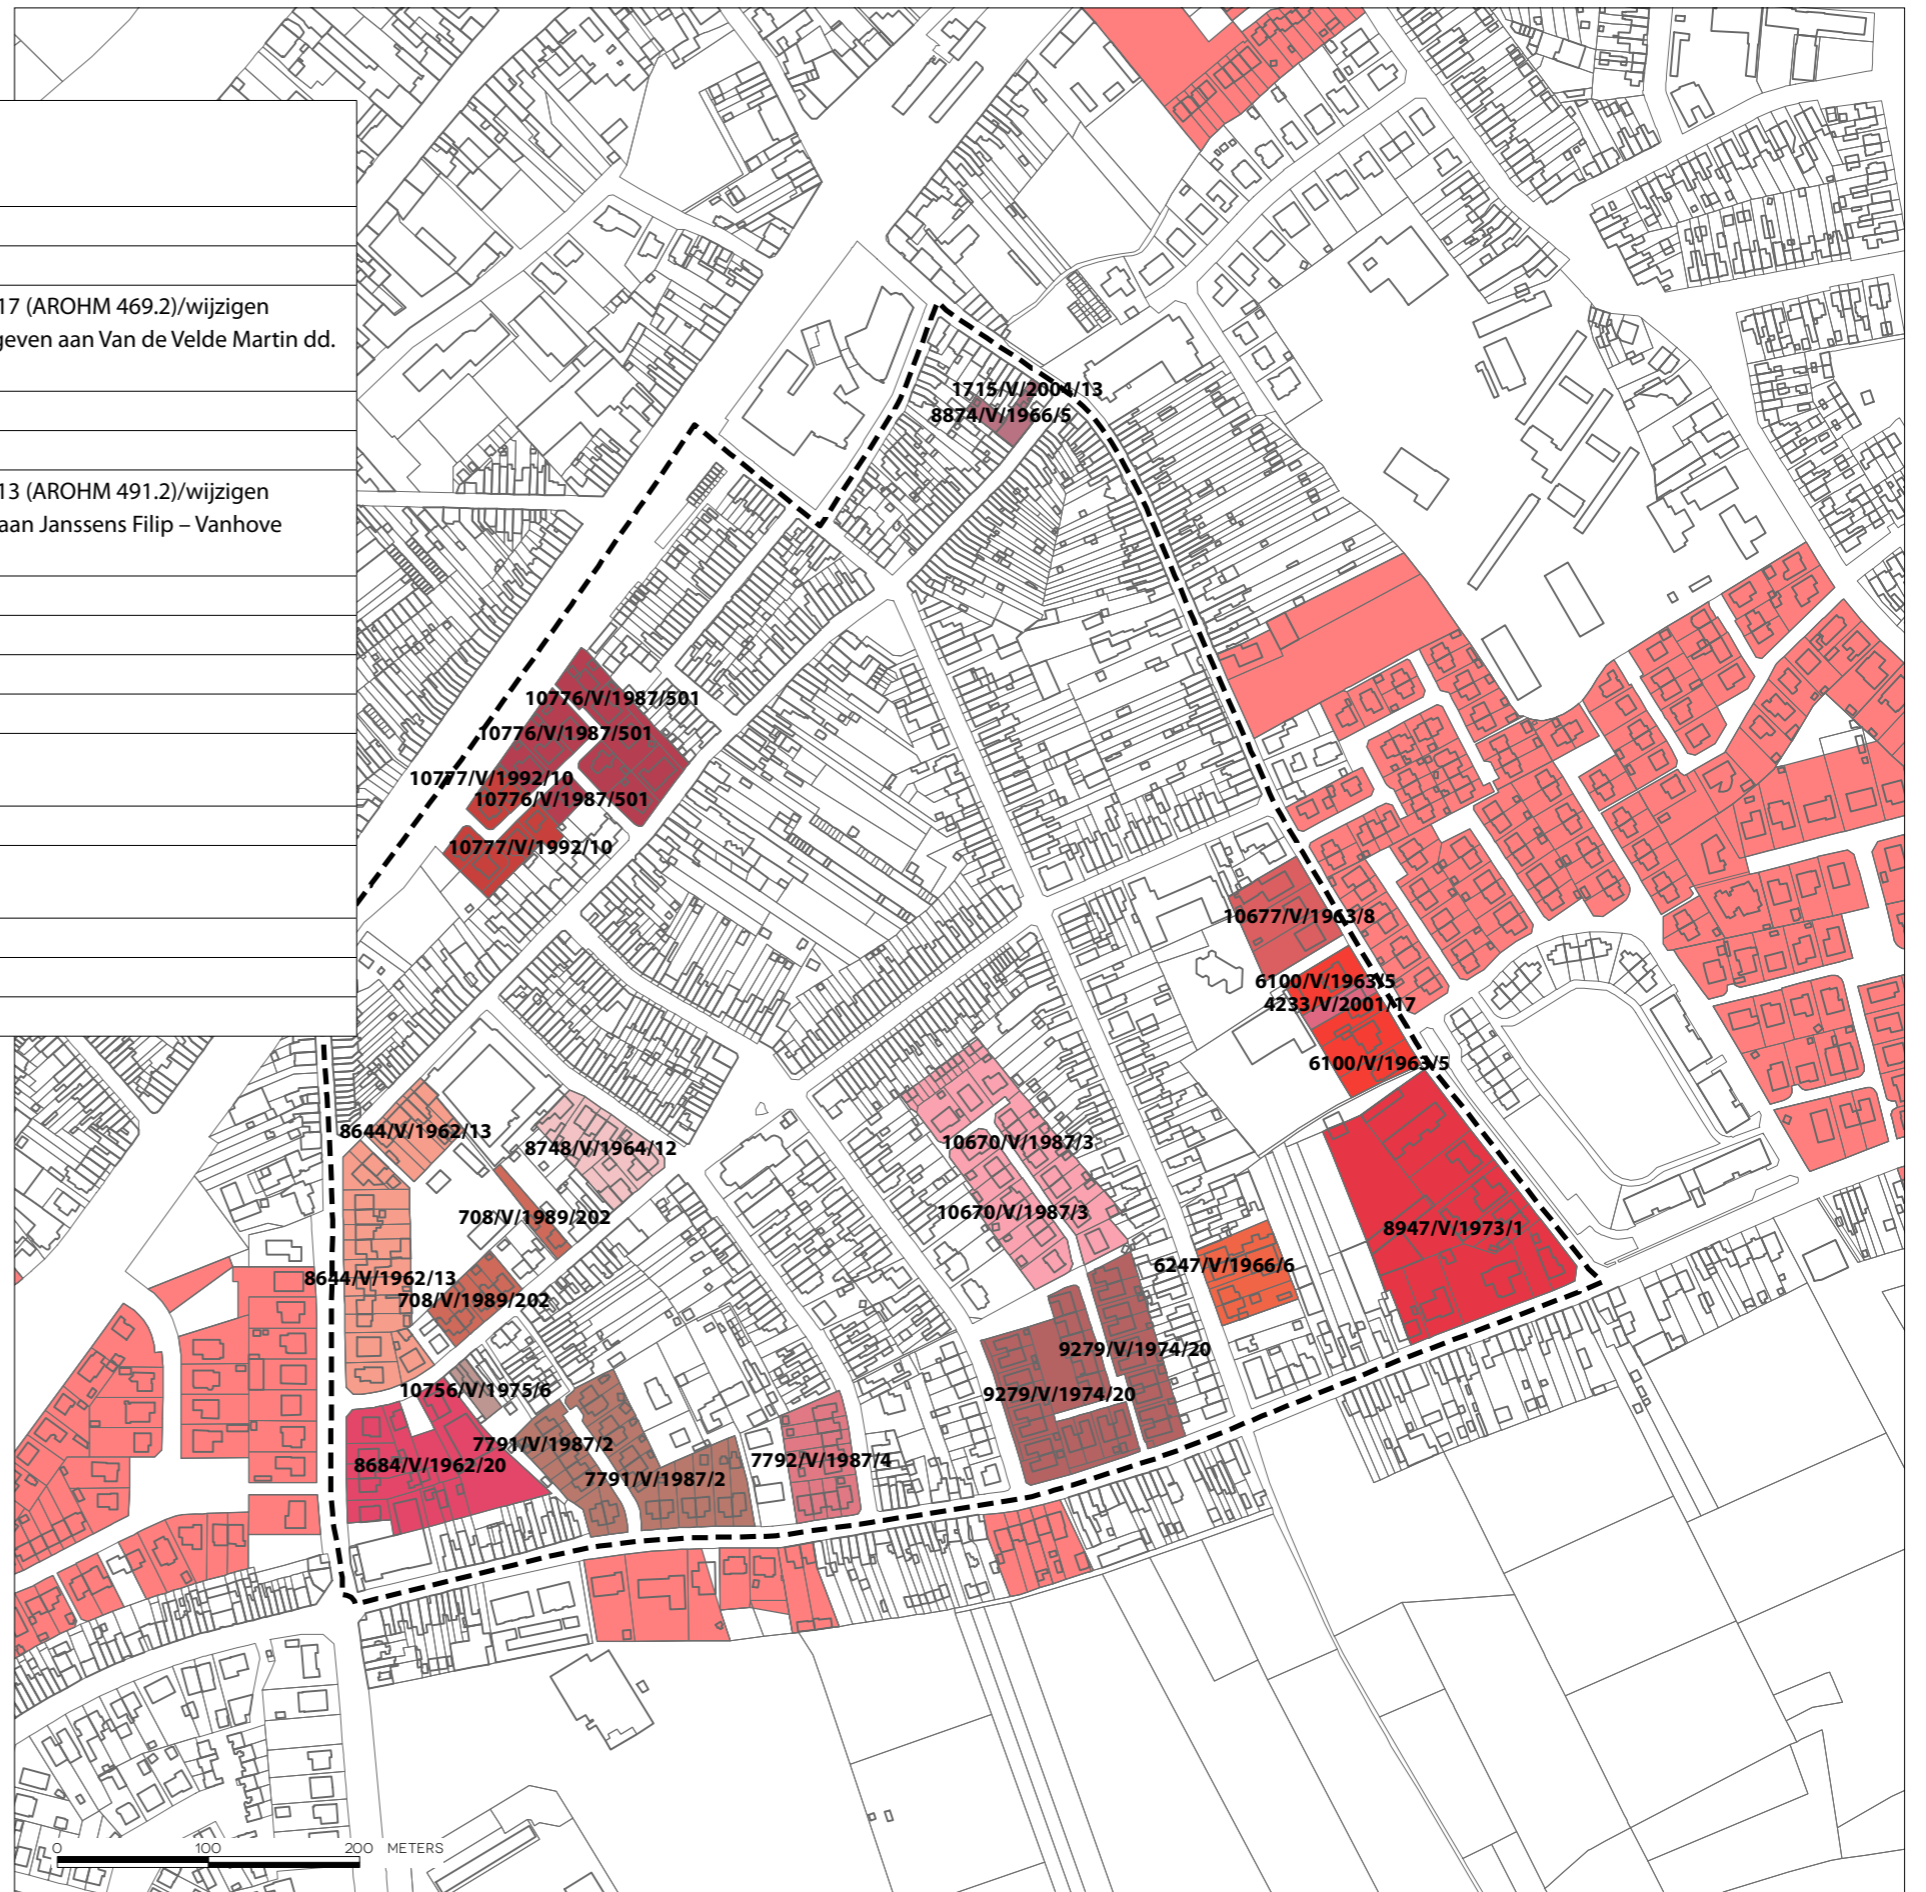 17 (AROHM 469.2)/wijzigen
geven aan Van de Velde Martin dd.
13 (AROHM 491.2)/wijzigen
aan Janssens Filip – Vanhove
1715/V/2004/13
8874/V/1966/5
10776/V/1987/501
10776/V/1987/501
10777/V/1992/10
10776/V/1987/501
10777/V/1992/10
10677/V/1963/8
6100/V/1963/5
4233/V/2001/17
6100/V/1963/5
8644/V/1962/13
8748/V/1964/12
10670/V/1987/3
708/V/1989/202
10670/V/1987/3
8947/V/1973/1
6247/V/1966/6
8644/V/1962/13
708/V/1989/202
9279/V/1974/20
10756/V/1975/6
9279/V/1974/20
7791/V/1987/2
8684/V/1962/20
7792/V/1987/4
7791/V/1987/2
0 100 200 METERS